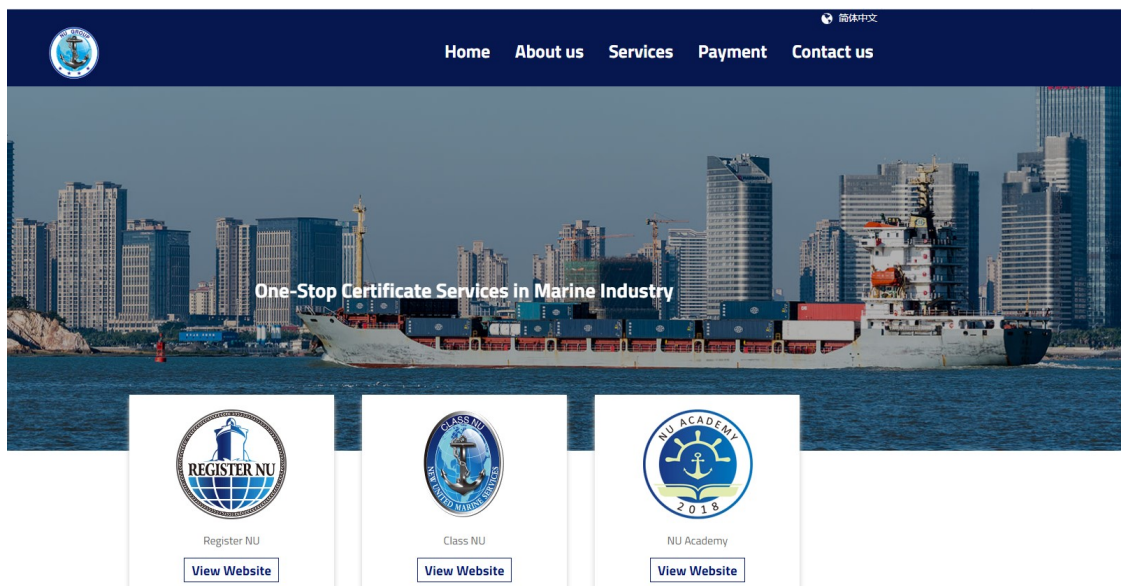 简体中文
NU GROUP
Home About us Services Payment Contact us
One-Stop Certificate Services in Marine Industry
REGISTER NU
CLASS NU
NEW UNITED MARINE SERVICES
NU ACADEMY
2018
Register NU
Class NU
NU Academy
View Website
View Website
View Website